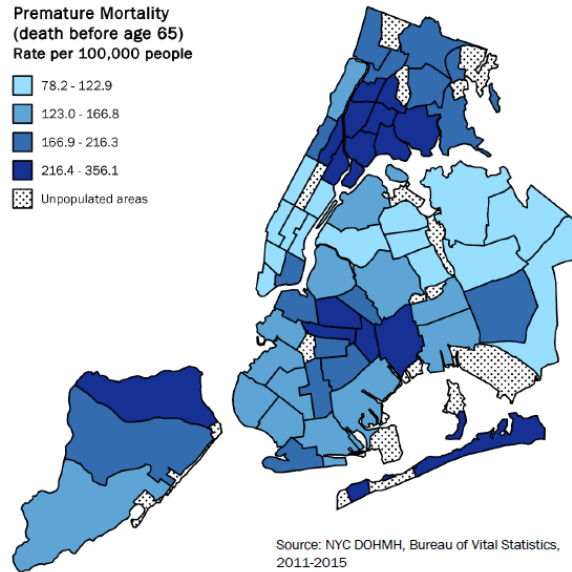 Premature Mortality
(death before age 65)
Rate per 100,000 people
78.2 - 122.9
123.0 - 166.8
166.9 - 216.3
216.4 - 356.1
Unpopulated areas
Source: NYC DOHMH, Bureau of Vital Statistics,
2011-2015